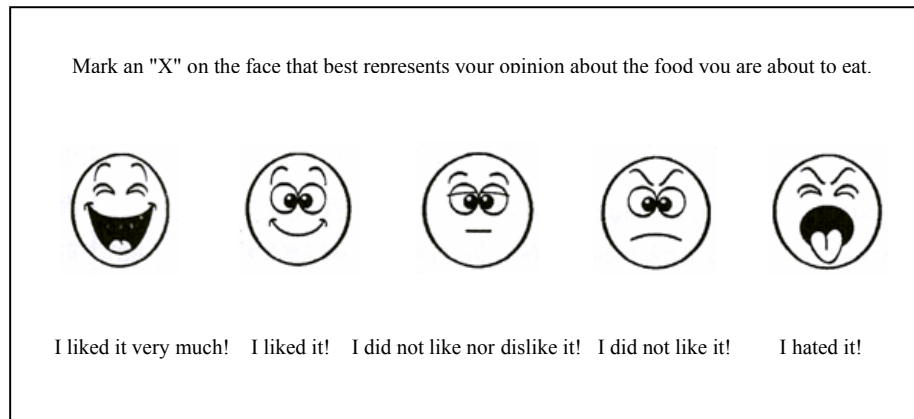 Mark an "X" on the face that best represents your opinion about the food you are about to eat.
I liked it very much! I liked it! I did not like nor dislike it! I did not like it! I hated it!